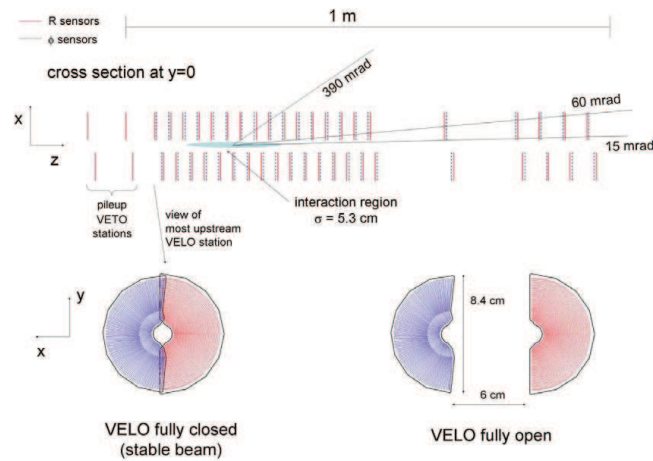 1 m
R sensors
ϕ sensors
cross section at y=0
390 mrad
60 mrad
x
z
15 mrad
pileup
VETO
stations
view of
most upstream
VELO station
interaction region
σ = 5.3 cm
y
x
8.4 cm
6 cm
VELO fully closed
(stable beam)
VELO fully open